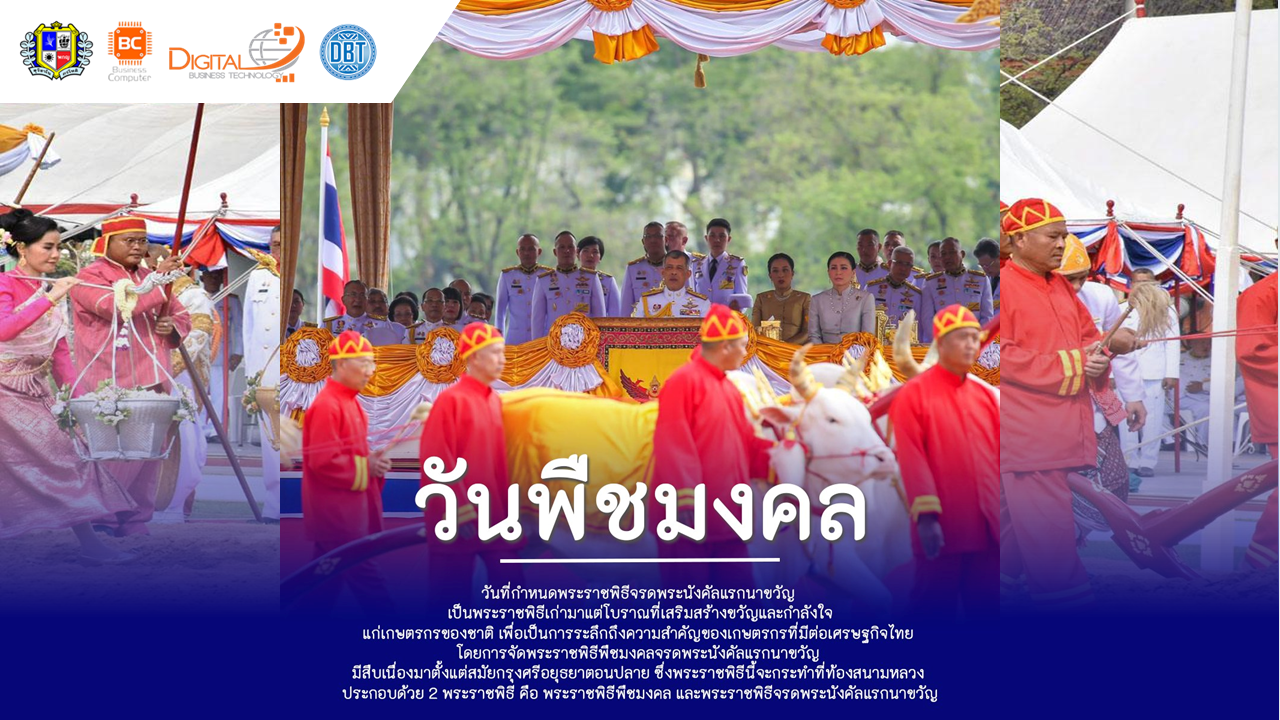 BC
Business
Computer
DIGITAL
BUSINESS TECHNOLOGY
DBT
วันพืชมงคล
วันที่กำหนดพระราชพิธีจรดพระนังคัลแรกนาขวัญ
เป็นพระราชพิธีเก่ามาแต่โบราณที่เสริมสร้างขวัญและกำลังใจ
แก่เกษตรกรของชาติ เพื่อเป็นการระลึกถึงความสำคัญของเกษตรกรที่มีต่อเศรษฐกิจไทย
โดยการจัดพระราชพิธีพืชมงคลจรดพระนังคัลแรกนาขวัญ
มีสืบเนื่องมาตั้งแต่สมัยกรุงศรีอยุธยาตอนปลาย ซึ่งพระราชพิธีนี้จะกระทำที่ท้องสนามหลวง
ประกอบด้วย 2 พระราชพิธี คือ พระราชพิธีพืชมงคล และพระราชพิธีจรดพระนังคัลแรกนาขวัญ